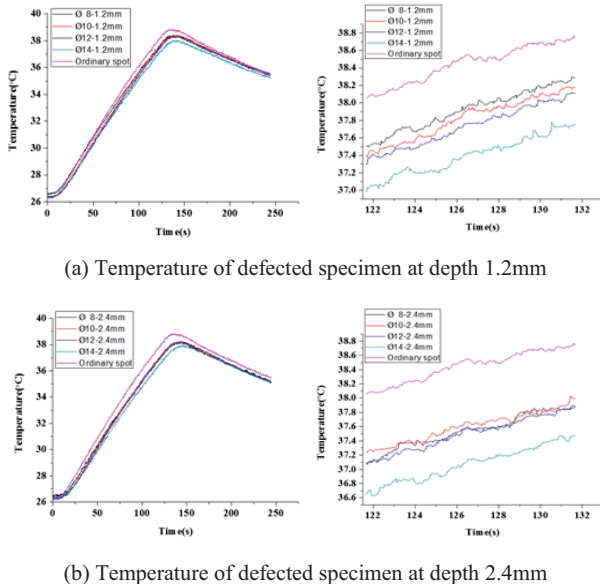 Ø 8-1.2mm
Ø10-1.2mm
Ø12-1.2mm
Ø14-1.2mm
Ordinary spot
Temperature(°C)
40
38
36
34
32
30
28
26
0 50 100 150 200 250
Time(s)
Ø 8-1.2mm
Ø10-1.2mm
Ø12-1.2mm
Ø14-1.2mm
Ordinary spot
Temperature(°C)
38.8
38.6
38.4
38.2
38.0
37.8
37.6
37.4
37.2
37.0
122 124 126 128 130 132
Time(s)
(a) Temperature of defected specimen at depth 1.2mm
Ø 8-2.4mm
Ø10-2.4mm
Ø12-2.4mm
Ø14-2.4mm
Ordinary spot
Temperature(°C)
40
38
36
34
32
30
28
26
0 50 100 150 200 250
Time(s)
Ø 8-2.4mm
Ø10-2.4mm
Ø12-2.4mm
Ø14-2.4mm
Ordinary spot
Temperature(°C)
38.8
38.6
38.4
38.2
38.0
37.8
37.6
37.4
37.2
37.0
36.8
36.6
122 124 126 128 130 132
Time(s)
(b) Temperature of defected specimen at depth 2.4mm